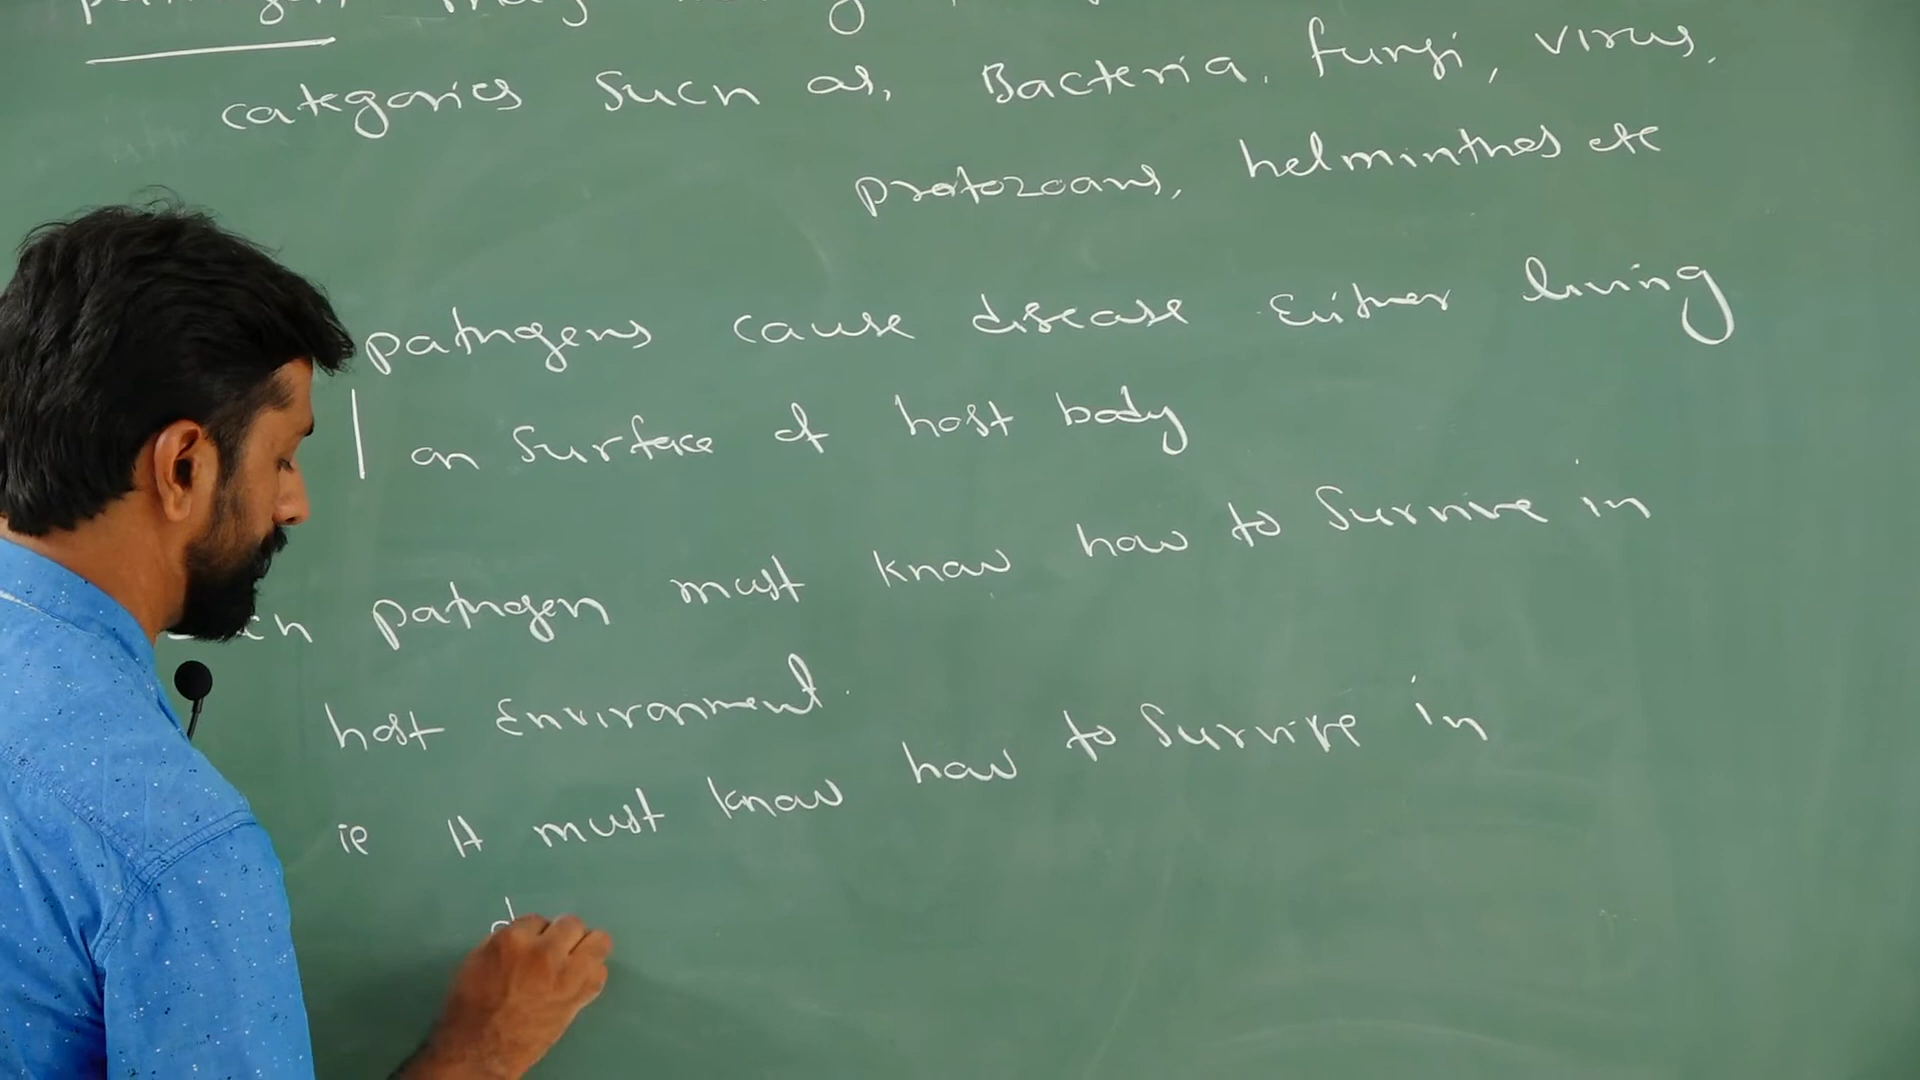 categories such as, Bacteria, fungi, virus,
protozoans, helminthes etc
pathogens cause disease Either living
| on surface of host body
pathogen must know how to survive in
host Environment.
ie It must know how to survive in
d